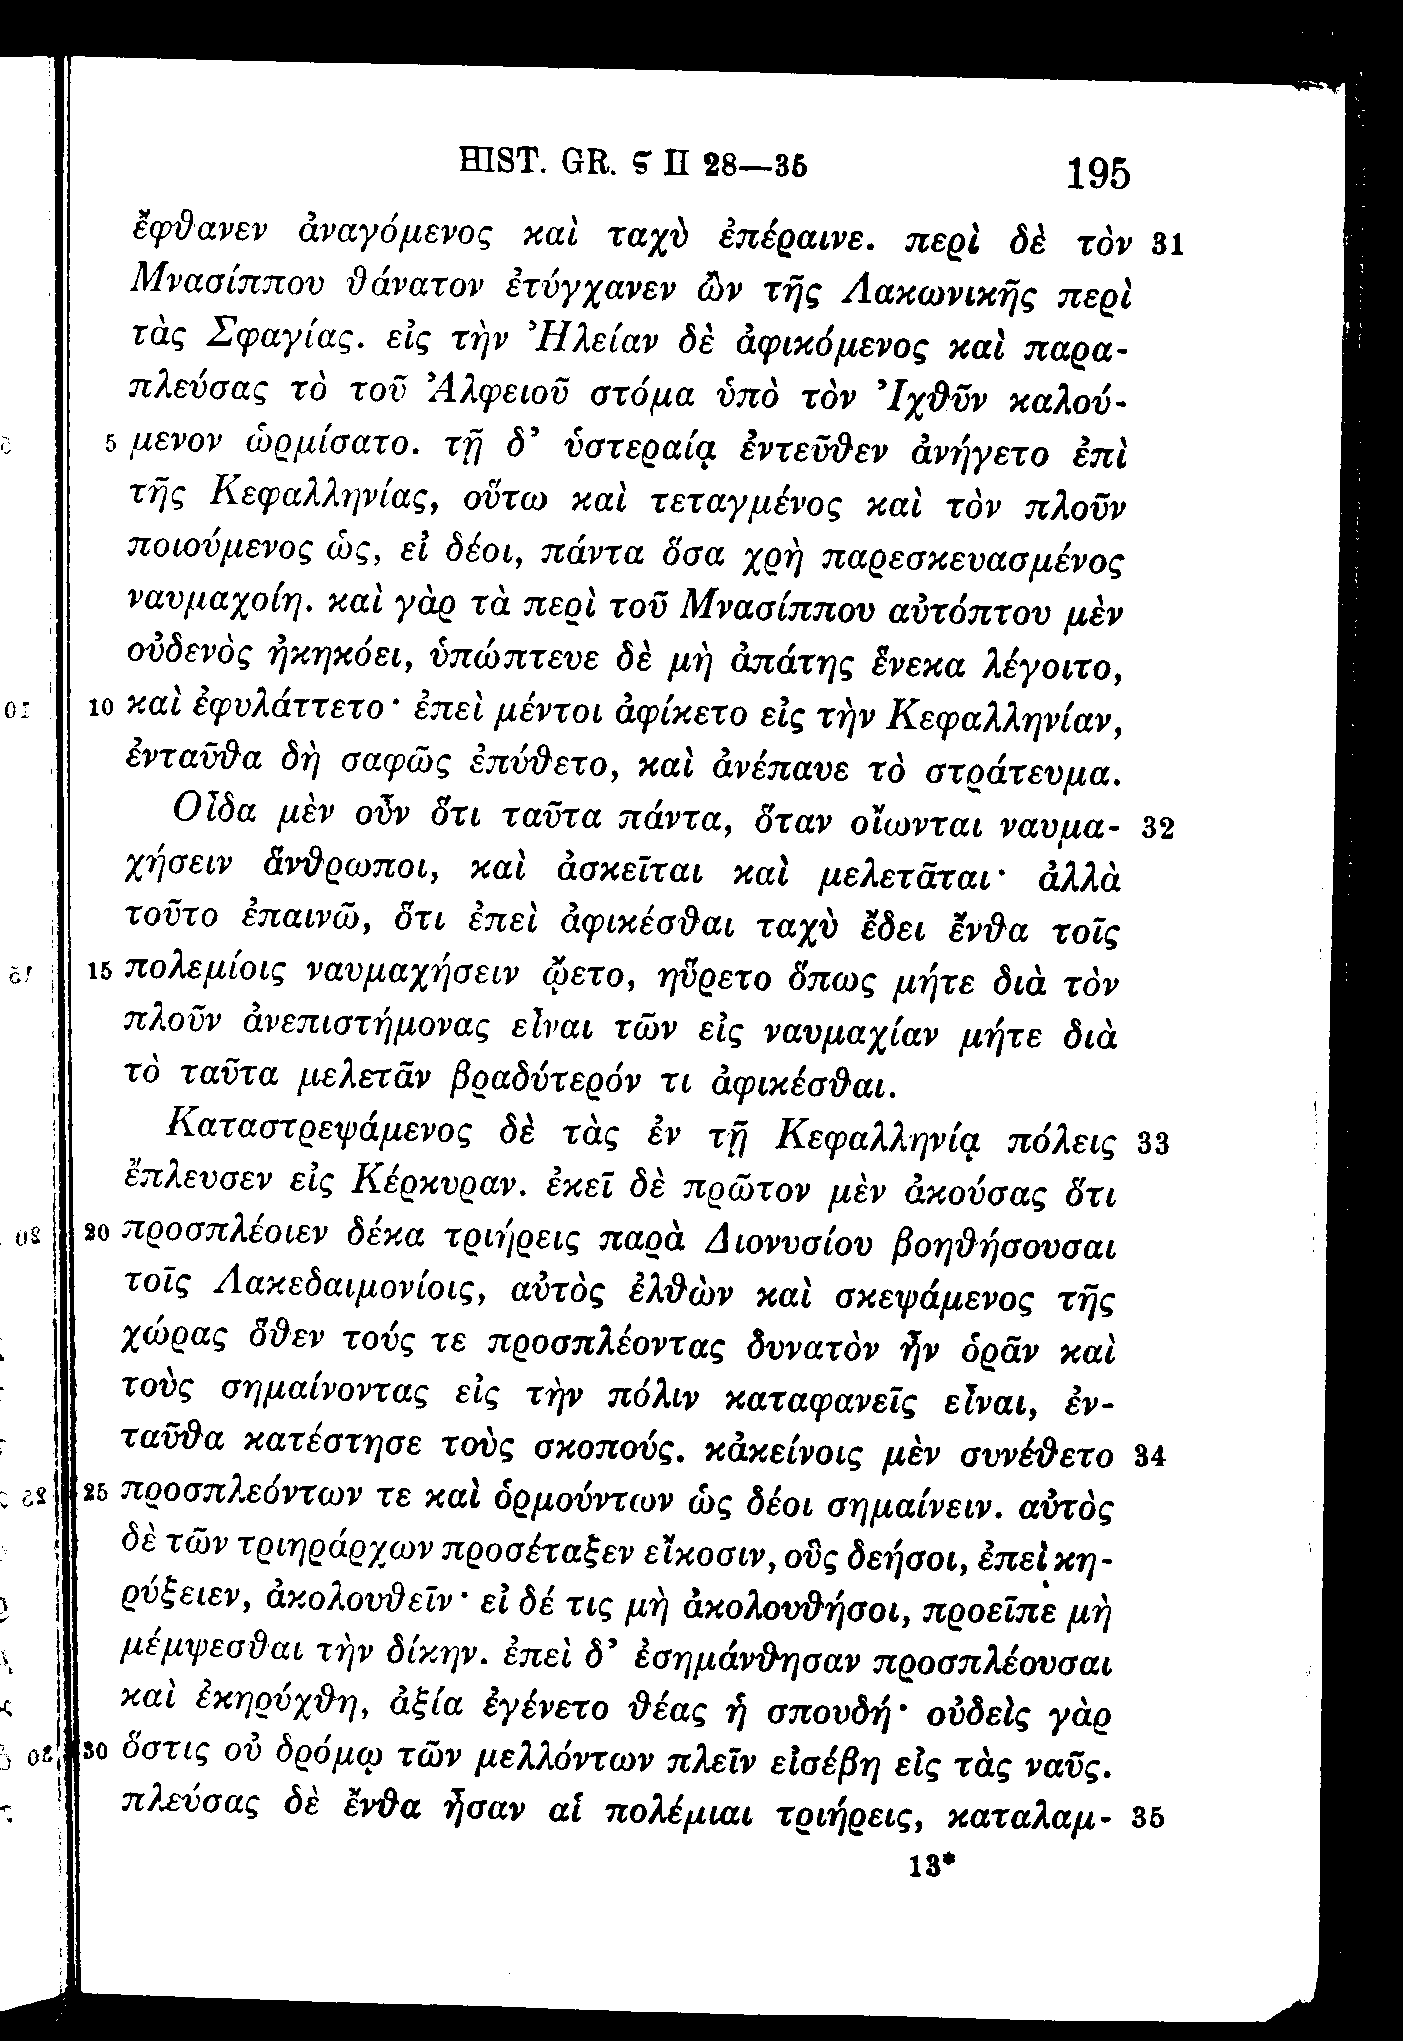 HIST. GR. ϛ II 28—35 195
ἔφθανεν ἀναγόμενος καὶ ταχὺ ἐπέραινε. περὶ δὲ τὸν 31
Μνασίππου θάνατον ἐτύγχανεν ὢν τῆς Λακωνικῆς περὶ
τὰς Σφαγίας. εἰς τὴν Ἠλείαν δὲ ἀφικόμενος καὶ παρα-
πλεύσας τὸ τοῦ Ἀλφειοῦ στόμα ὑπὸ τὸν Ἰχθῦν καλού-
5 μενον ὡρμίσατο. τῇ δ’ ὑστεραίᾳ ἐντεῦθεν ἀνήγετο ἐπὶ
τῆς Κεφαλληνίας, οὕτω καὶ τεταγμένος καὶ τὸν πλοῦν
ποιούμενος ὡς, εἰ δέοι, πάντα ὅσα χρὴ παρεσκευασμένος
ναυμαχοίη. καὶ γὰρ τὰ περὶ τοῦ Μνασίππου αὐτόπτου μὲν
οὐδενὸς ἠκηκόει, ὑπώπτευε δὲ μὴ ἀπάτης ἕνεκα λέγοιτο,
10 καὶ ἐφυλάττετο· ἐπεὶ μέντοι ἀφίκετο εἰς τὴν Κεφαλληνίαν,
ἐνταῦθα δὴ σαφῶς ἐπύθετο, καὶ ἀνέπαυε τὸ στράτευμα.
Οἶδα μὲν οὖν ὅτι ταῦτα πάντα, ὅταν οἴωνται ναυμα- 32
χήσειν ἅνθρωποι, καὶ ἀσκεῖται καὶ μελετᾶται· ἀλλὰ
τοῦτο ἐπαινῶ, ὅτι ἐπεὶ ἀφικέσθαι ταχὺ ἔδει ἔνθα τοῖς
15 πολεμίοις ναυμαχήσειν ᾤετο, ηὕρετο ὅπως μήτε διὰ τὸν
πλοῦν ἀνεπιστήμονας εἶναι τῶν εἰς ναυμαχίαν μήτε διὰ
τὸ ταῦτα μελετᾶν βραδύτερόν τι ἀφικέσθαι.
Καταστρεψάμενος δὲ τὰς ἐν τῇ Κεφαλληνίᾳ πόλεις 33
ἔπλευσεν εἰς Κέρκυραν. ἐκεῖ δὲ πρῶτον μὲν ἀκούσας ὅτι
20 προσπλέοιεν δέκα τριήρεις παρὰ Διονυσίου βοηθήσουσαι
τοῖς Λακεδαιμονίοις, αὐτὸς ἐλθὼν καὶ σκεψάμενος τῆς
χώρας ὅθεν τούς τε προσπλέοντας δυνατὸν ἦν ὁρᾶν καὶ
τοὺς σημαίνοντας εἰς τὴν πόλιν καταφανεῖς εἶναι, ἐν-
ταῦθα κατέστησε τοὺς σκοπούς. κἀκείνοις μὲν συνέθετο 34
25 προσπλεόντων τε καὶ ὁρμούντων ὡς δέοι σημαίνειν. αὐτὸς
δὲ τῶν τριηράρχων προσέταξεν εἴκοσιν, οὓς δεήσοι, ἐπεὶ κη-
ρύξειεν, ἀκολουθεῖν· εἰ δέ τις μὴ ἀκολουθήσοι, προεῖπε μὴ
μέμψεσθαι τὴν δίκην. ἐπεὶ δ’ ἐσημάνθησαν προσπλέουσαι
καὶ ἐκηρύχθη, ἀξία ἐγένετο θέας ἡ σπουδή· οὐδεὶς γὰρ
30 ὅστις οὐ δρόμῳ τῶν μελλόντων πλεῖν εἰσέβη εἰς τὰς ναῦς.
πλεύσας δὲ ἔνθα ἦσαν αἱ πολέμιαι τριήρεις, καταλαμ- 35
13*